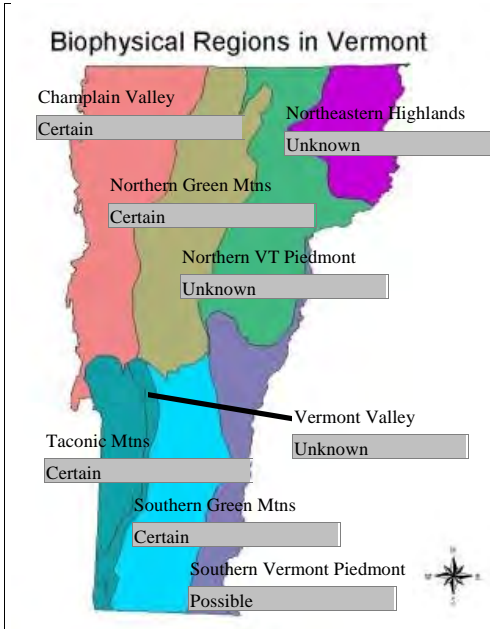 Biophysical Regions in Vermont
Champlain Valley
Certain
Northeastern Highlands
Unknown
Northern Green Mtns
Certain
Northern VT Piedmont
Unknown
Vermont Valley
Unknown
Taconic Mtns
Certain
Southern Green Mtns
Certain
Southern Vermont Piedmont
Possible